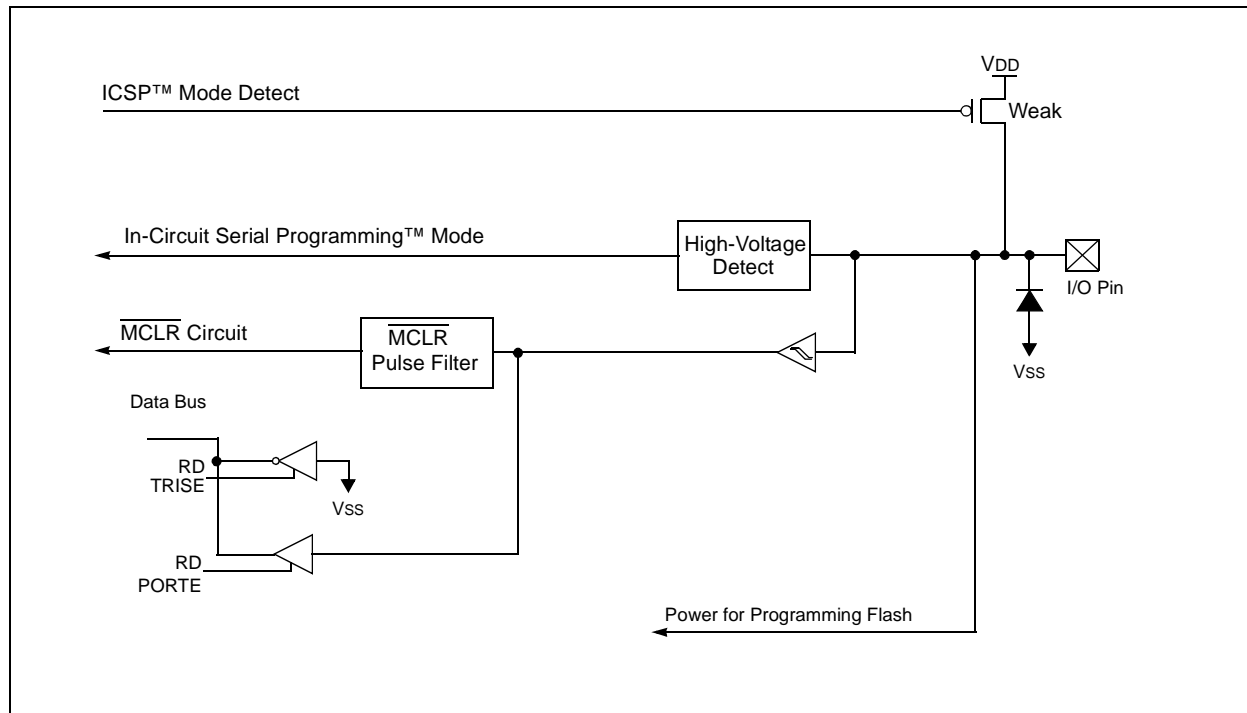 VDD
ICSP™ Mode Detect
Weak
In-Circuit Serial Programming™ Mode
High-Voltage
Detect
I/O Pin
MCLR Circuit
MCLR
Pulse Filter
VSS
Data Bus
RD
TRISE
VSS
RD
PORTE
Power for Programming Flash